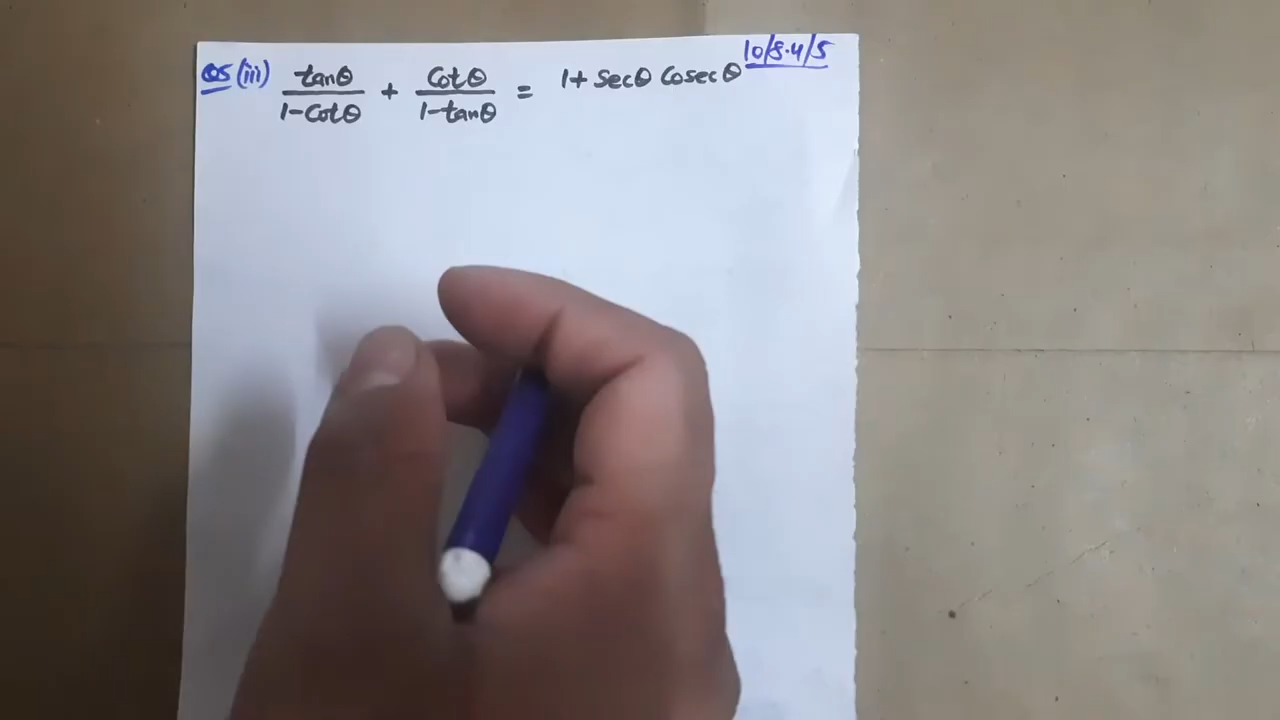 10/8.4/5
Q5 (iii) tanθ/1-Cotθ + Cotθ/1-tanθ = 1+ Secθ Cosecθ